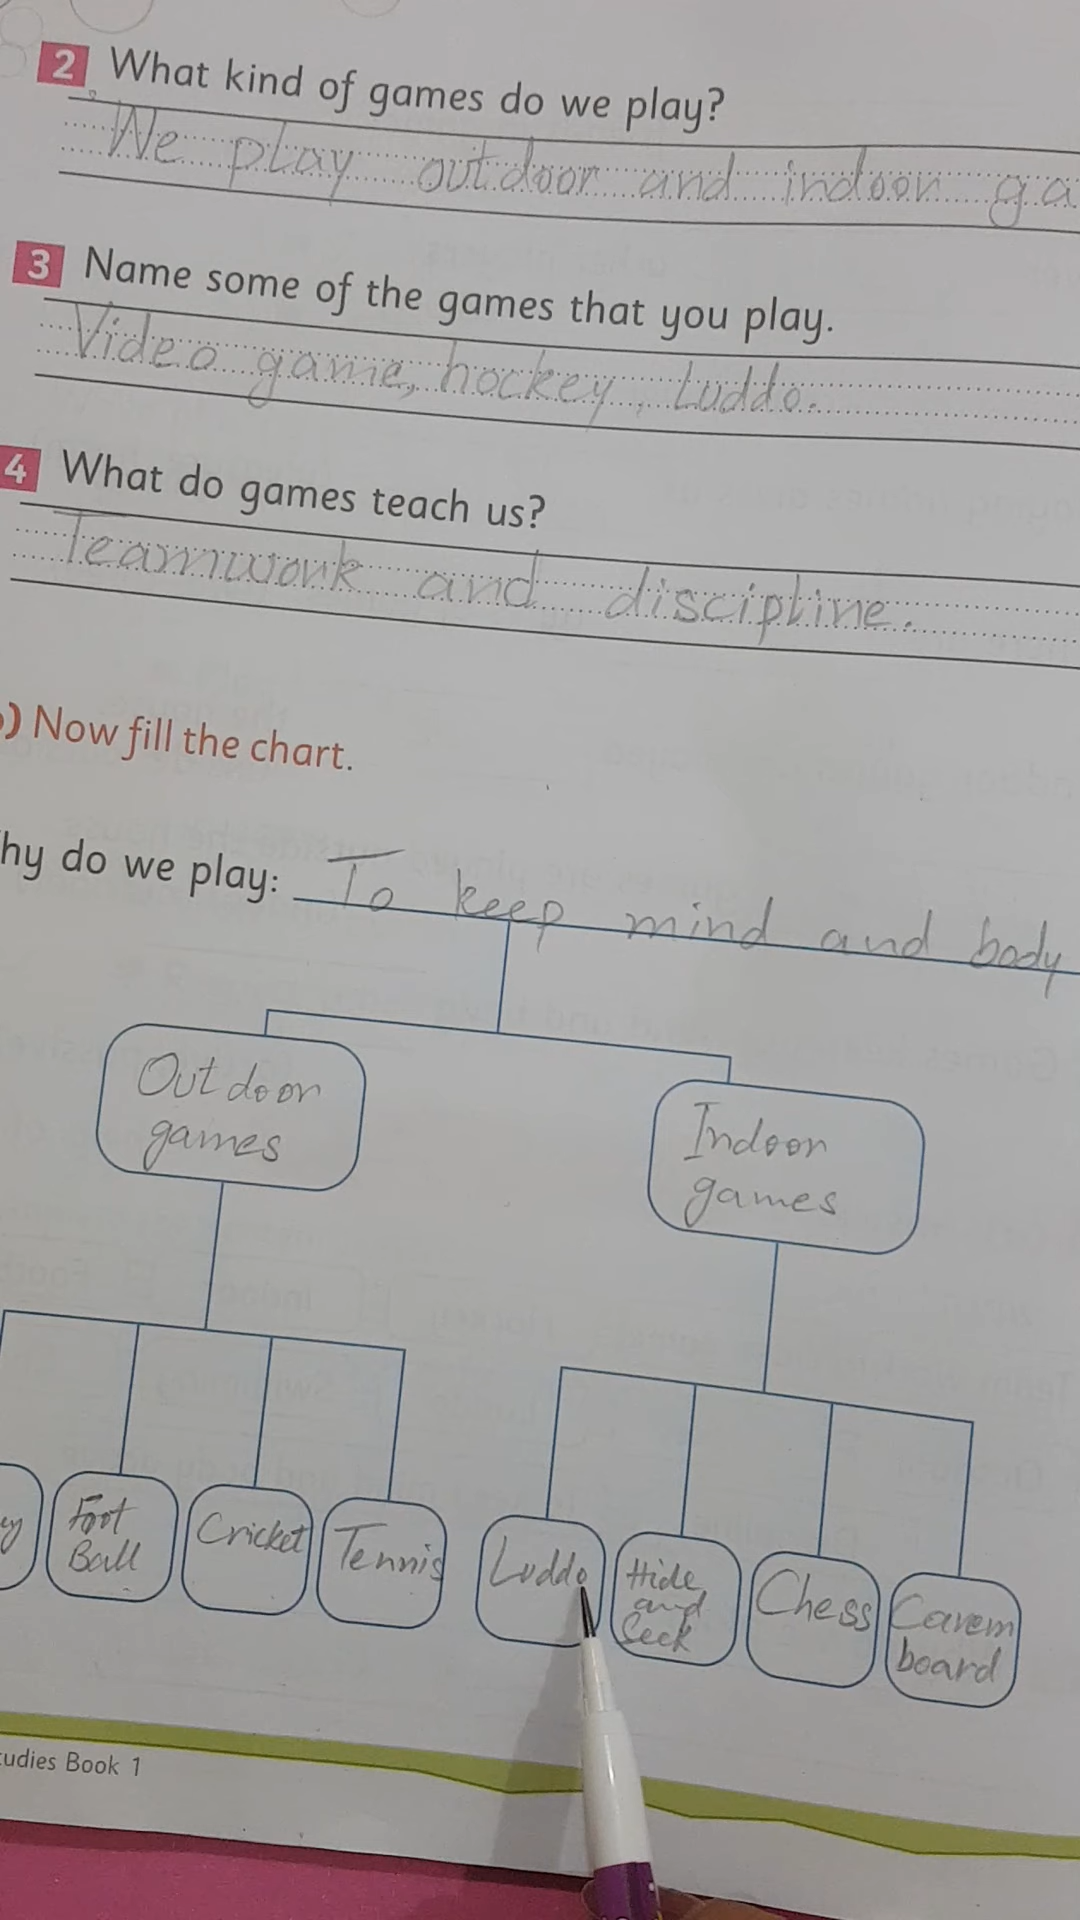 2 What kind of games do we play?
We play outdoor and indoor ga
3 Name some of the games that you play.
Video game, hockey, Luddo.
4 What do games teach us?
Teamwork and discipline.
) Now fill the chart.
hy do we play: To keep mind and body
Outdoor
games
Indoor
games
ey
Foot
Ball
Cricket
Tennis
Luddo
Hide
and
Seek
Chess
Carem
board
tudies Book 1